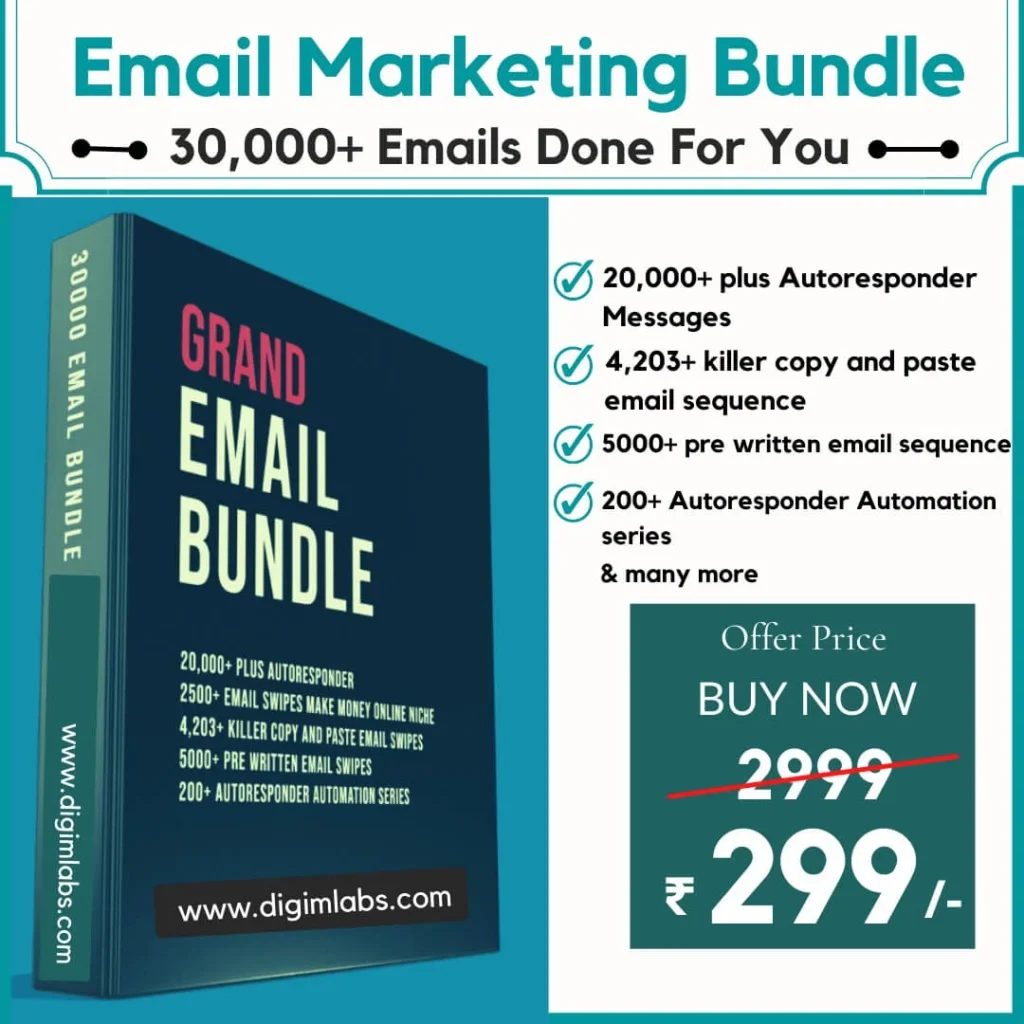 Email Marketing Bundle
30,000+ Emails Done For You
30000 EMAIL BUNDLE
www.digimlabs.com
GRAND
EMAIL
BUNDLE
20,000+ PLUS AUTORESPONDER
2500+ EMAIL SWIPES MAKE MONEY ONLINE NICHE
4,203+ KILLER COPY AND PASTE EMAIL SWIPES
5000+ PRE WRITTEN EMAIL SWIPES
200+ AUTORESPONDER AUTOMATION SERIES
www.digimlabs.com
20,000+ plus Autoresponder
Messages
4,203+ killer copy and paste
email sequence
5000+ pre written email sequence
200+ Autoresponder Automation
series
& many more
Offer Price
BUY NOW
2999
₹ 299/-